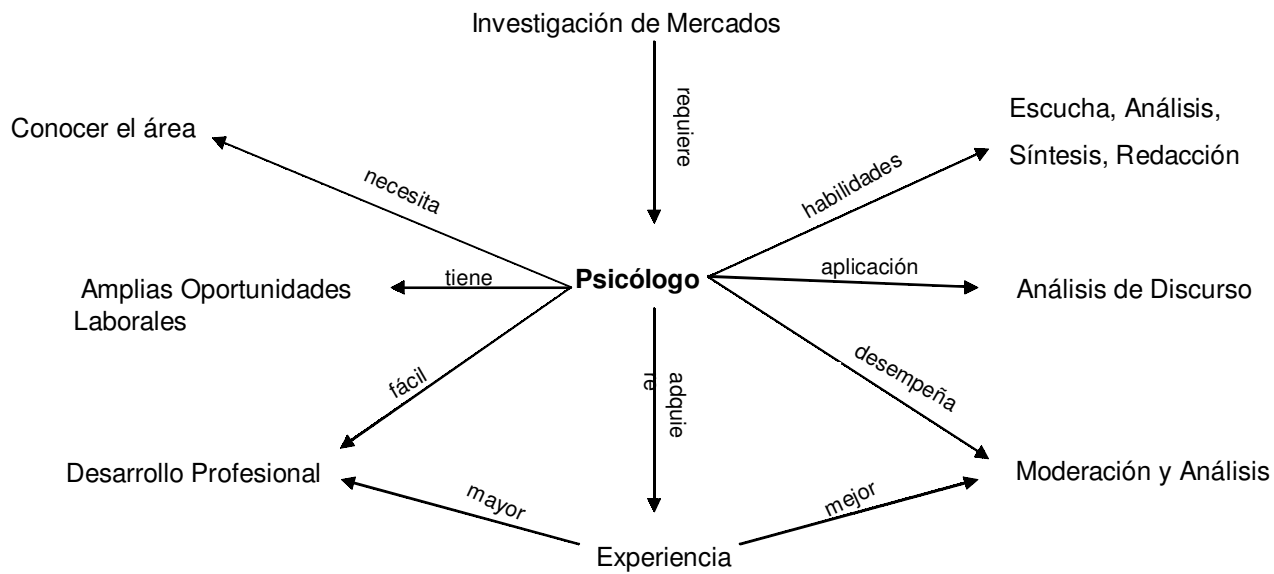 Investigación de Mercados
requiere
Conocer el área
Escucha, Análisis,
Síntesis, Redacción
necesita
habilidades
Psicólogo
tiene
aplicación
Amplias Oportunidades
Laborales
Análisis de Discurso
fácil
adquie
re
desempeña
Desarrollo Profesional
Moderación y Análisis
mayor
mejor
Experiencia